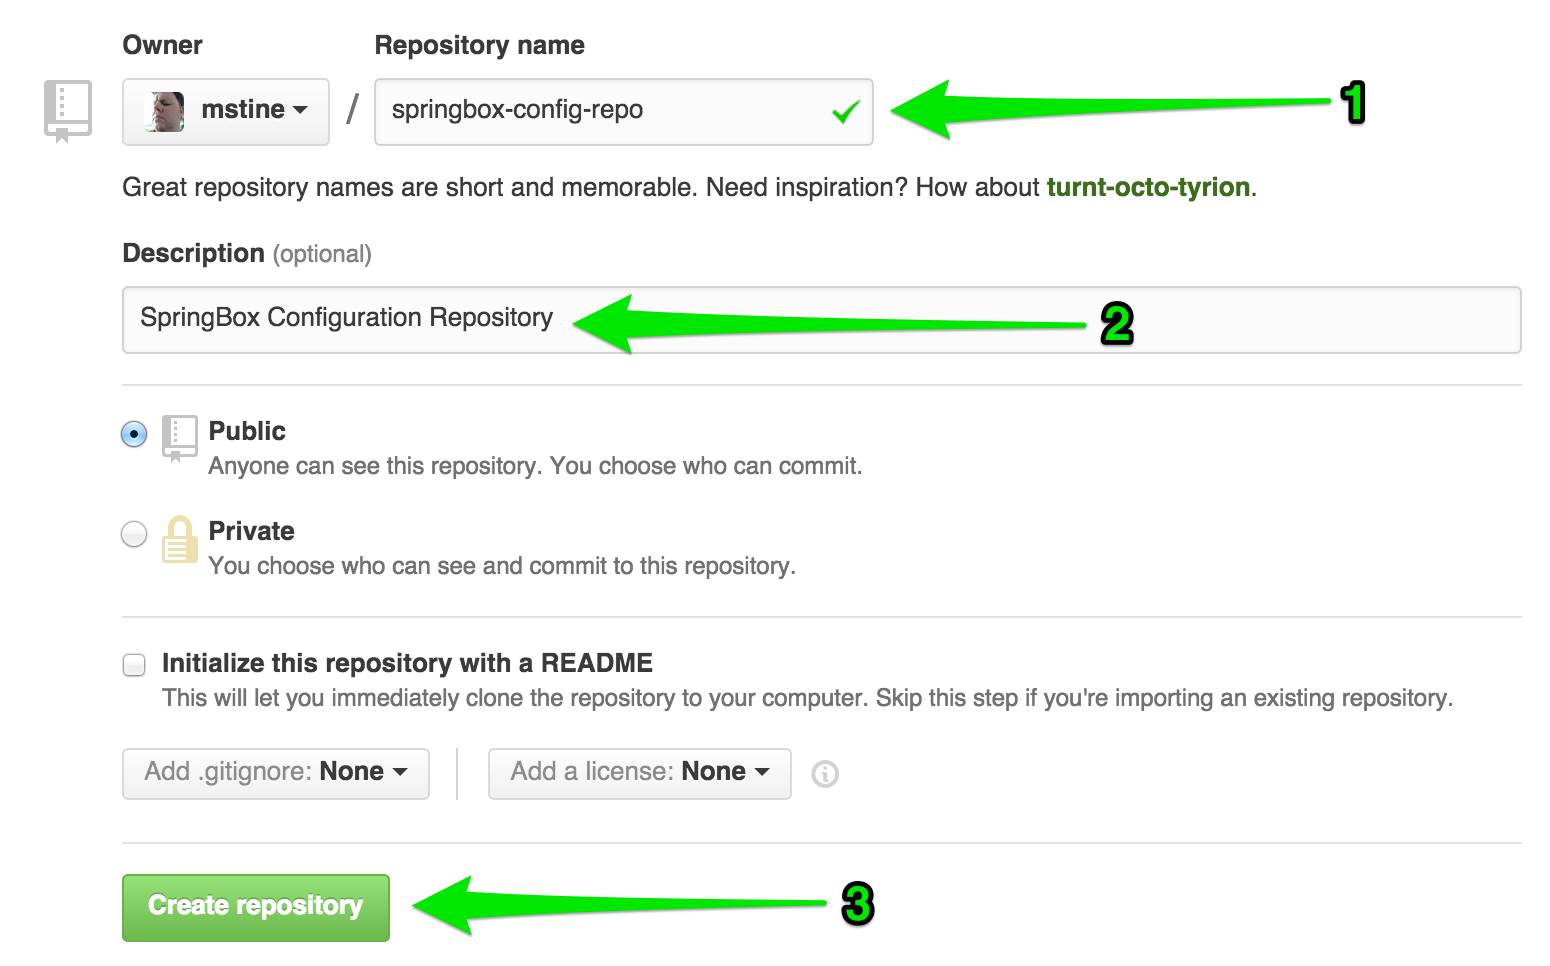 Owner Repository name
mstine / springbox-config-repo 1
Great repository names are short and memorable. Need inspiration? How about turnt-octo-tyrion.
Description (optional)
SpringBox Configuration Repository 2
Public
Anyone can see this repository. You choose who can commit.
Private
You choose who can see and commit to this repository.
Initialize this repository with a README
This will let you immediately clone the repository to your computer. Skip this step if you're importing an existing repository.
Add .gitignore: None Add a license: None
Create repository 3